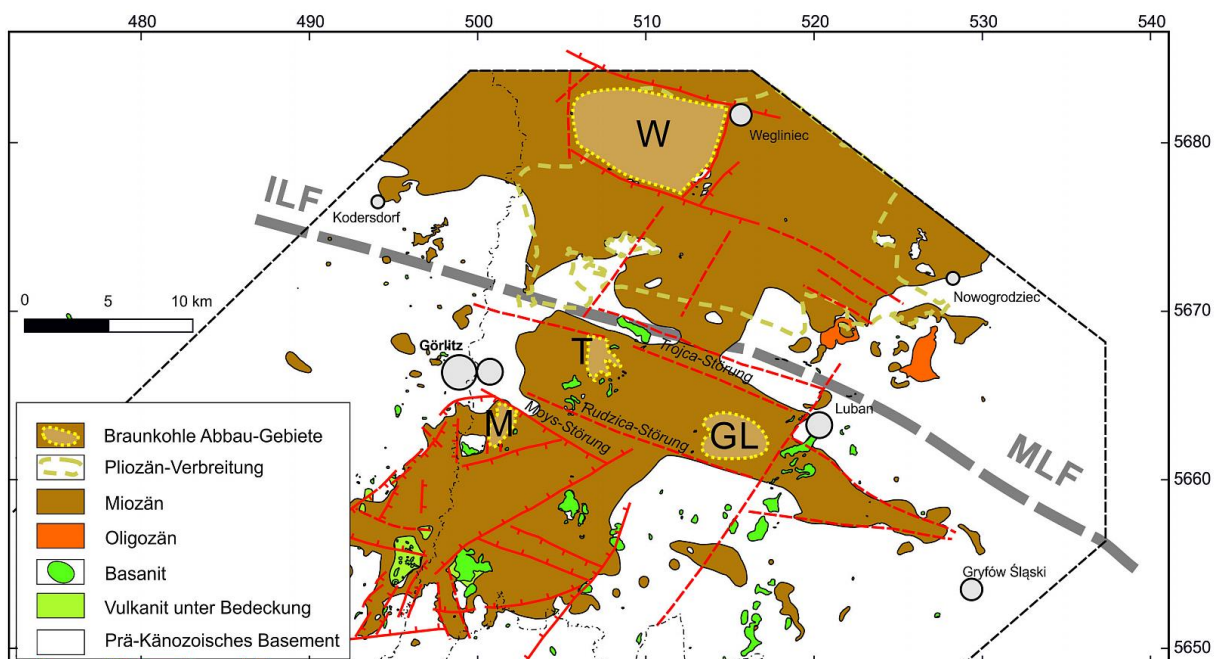 480 490 500 510 520 530 540
W
Wegliniec
5680
ILF
Kodersdorf
Nowogrodziec
0 5 10 km
5670
Görlitz
T
Trójca-Störung
Luban
M
Moys-Störung
Rudzica-Störung
GL
MLF
5660
Gryfów Śląski
5650
Braunkohle Abbau-Gebiete
Pliozän-Verbreitung
Miozän
Oligozän
Basanit
Vulkanit unter Bedeckung
Prä-Känozoisches Basement